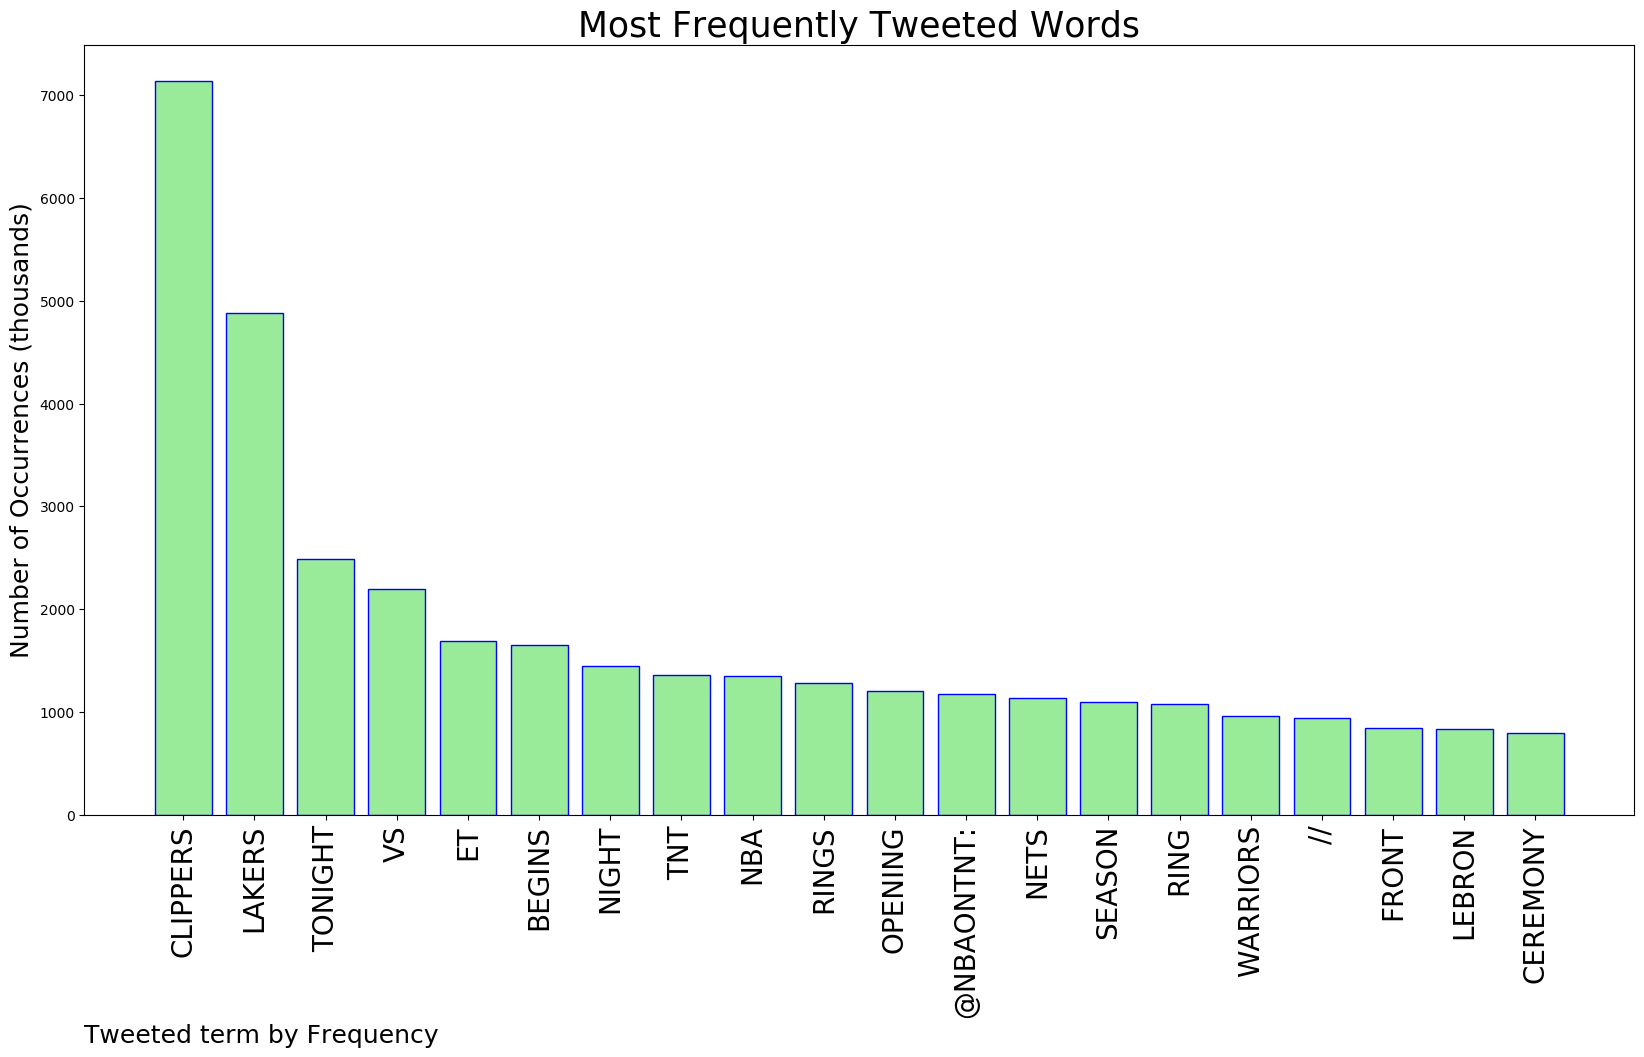 Most Frequently Tweeted Words
Number of Occurrences (thousands)
7000
6000
5000
4000
3000
2000
1000
0
CLIPPERS
LAKERS
TONIGHT
VS
ET
BEGINS
NIGHT
TNT
NBA
RINGS
OPENING
@NBAONTNT:
NETS
SEASON
RING
WARRIORS
//
FRONT
LEBRON
CEREMONY
Tweeted term by Frequency